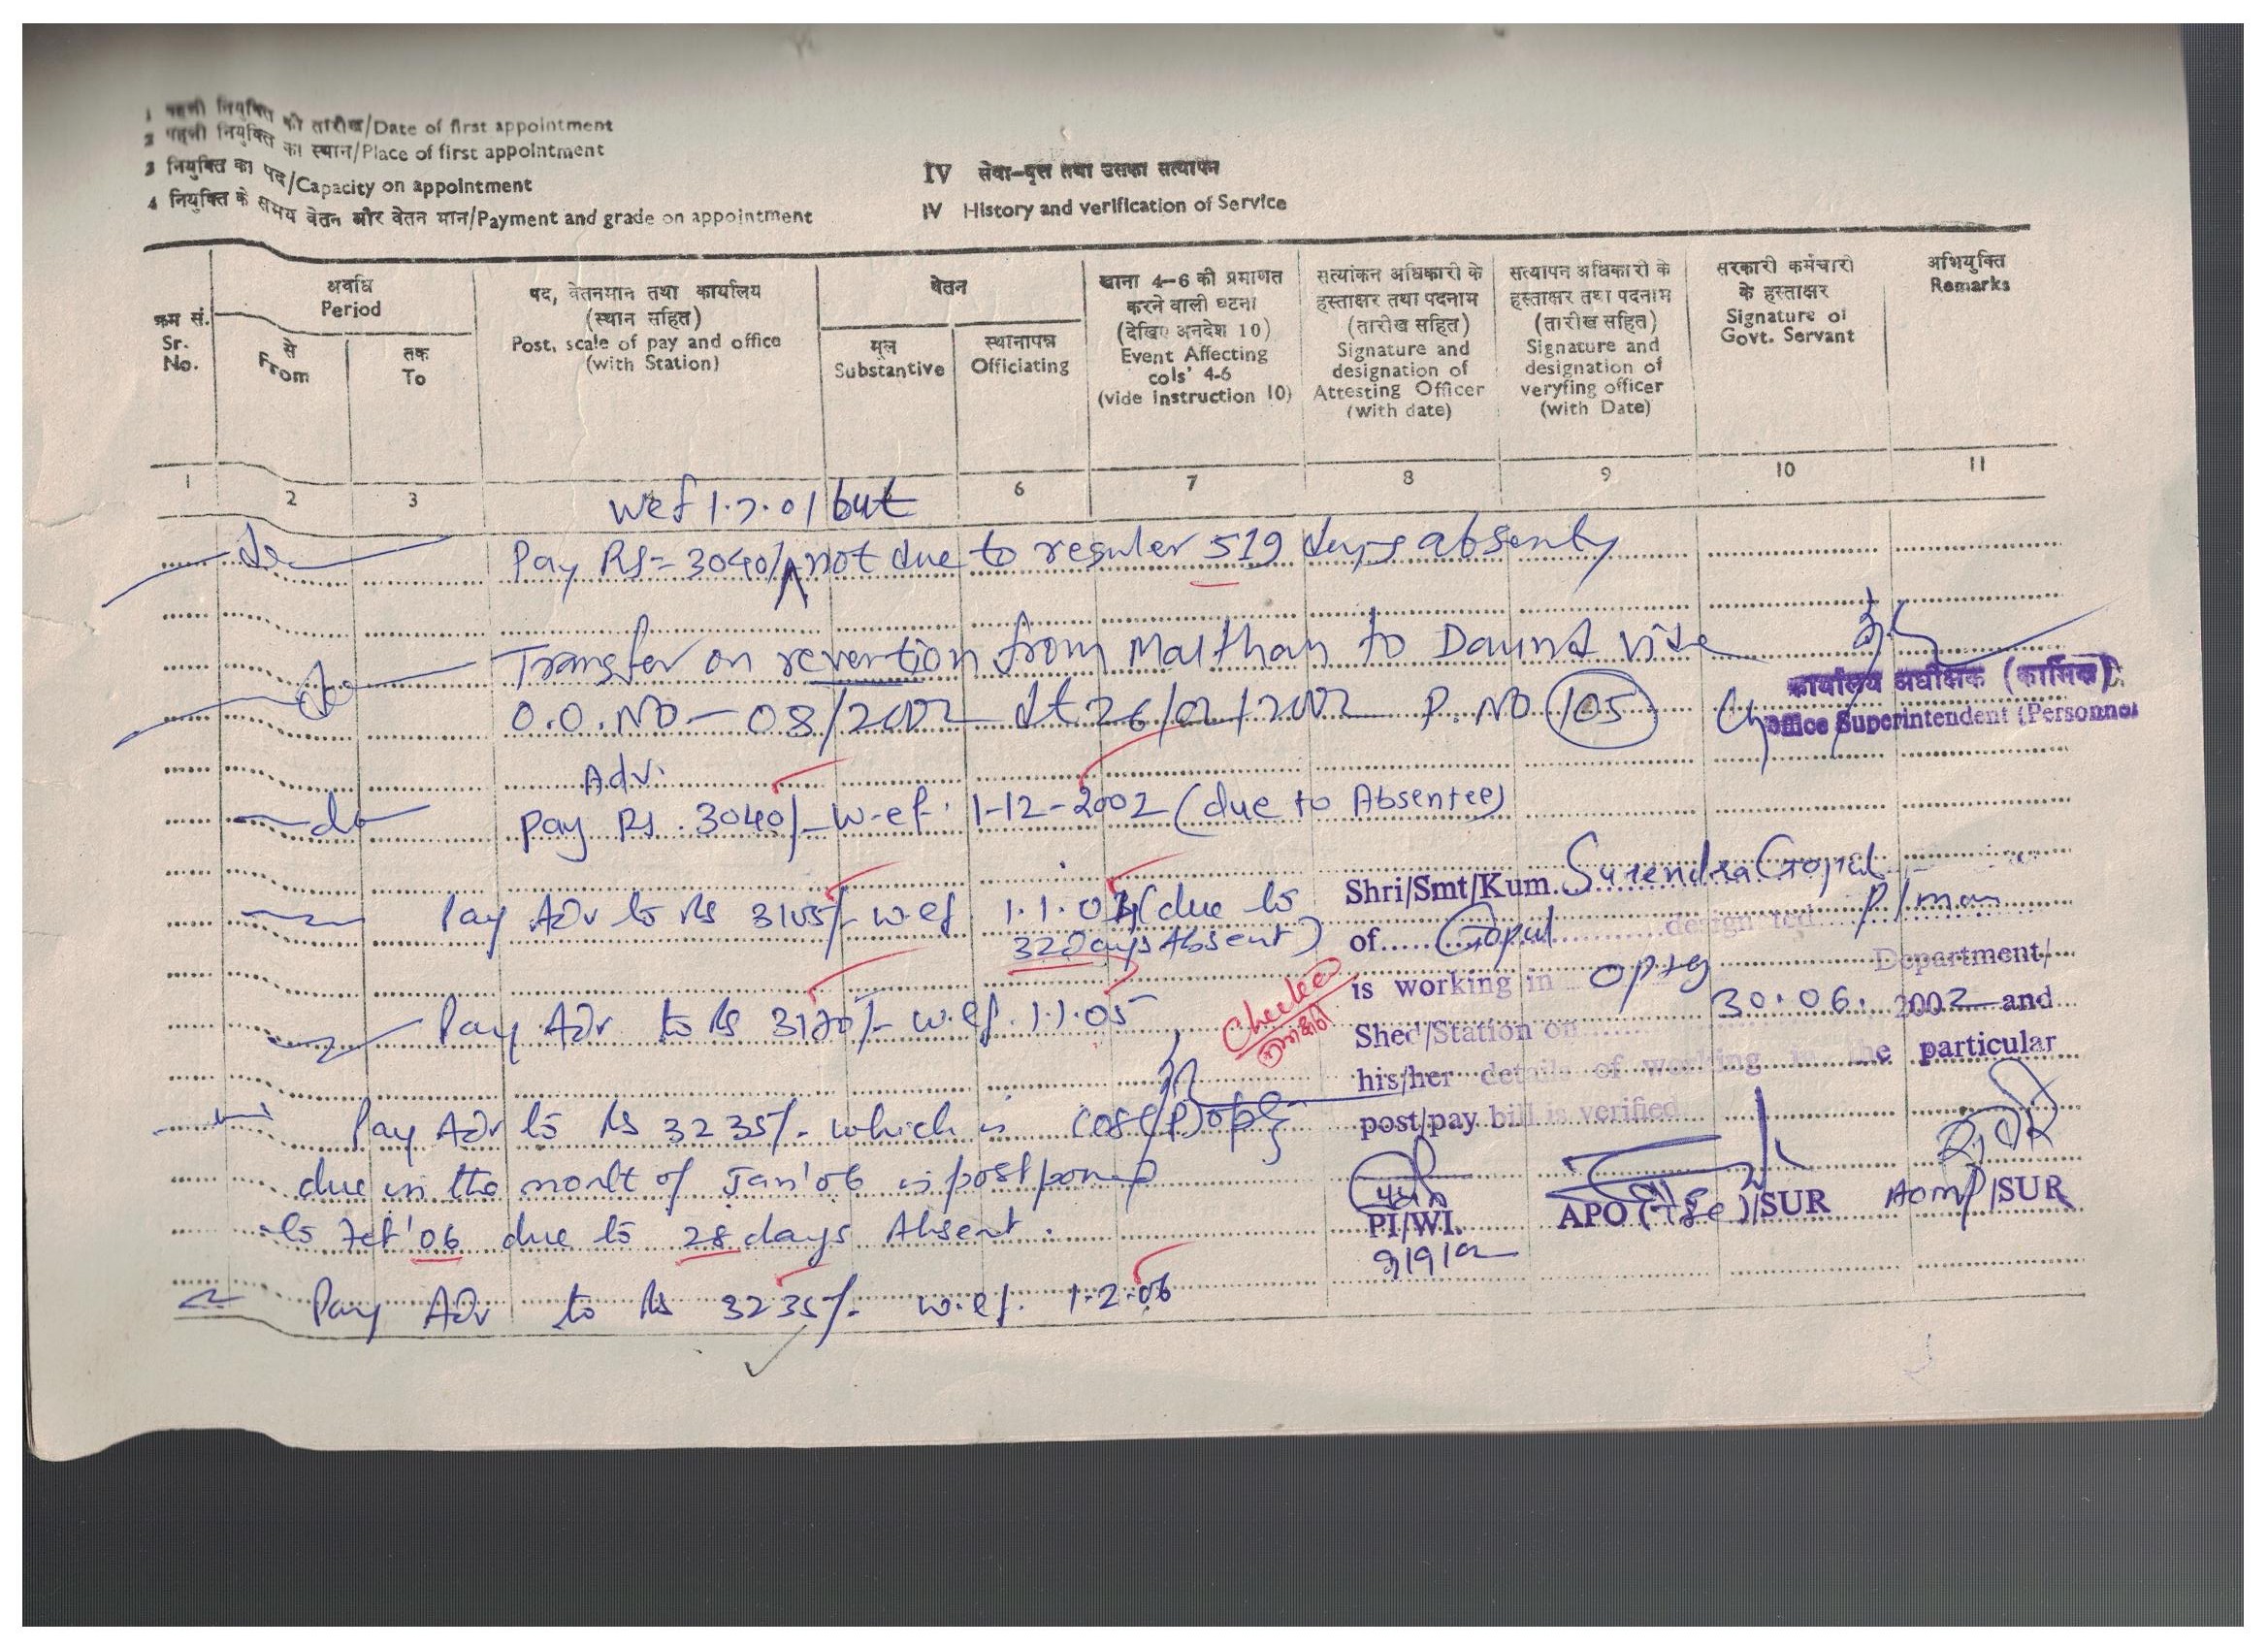 1 पहली नियुक्ति की तारीख/Date of first appointment
2 पहली नियुक्ति का स्थान/Place of first appointment
3 नियुक्ति का पद/Capacity on appointment
4 नियुक्ति के समय वेतन और वेतन मान/Payment and grade on appointment
IV सेवा-वृत्त तथा उसका सत्यापन
IV History and verification of Service
क्रम सं.
Sr.
No.
अवधि
Period
से
From
तक
To
पद, वेतनमान तथा कार्यालय
(स्थान सहित)
Post, scale of pay and office
(with Station)
वेतन
मूल
Substantive
स्थानापन्न
Officiating
खाना 4-6 की प्रमाणत
करने वाली घटना
(देखिए अनदेश 10)
Event Affecting
cols' 4-6
(vide instruction 10)
सत्यांकन अधिकारी के
हस्ताक्षर तथा पदनाम
(तारीख सहित)
Signature and
designation of
Attesting Officer
(with date)
सत्यापन अधिकारी के
हस्ताक्षर तथा पदनाम
(तारीख सहित)
Signature and
designation of
veryfing officer
(with Date)
सरकारी कर्मचारी
के हस्ताक्षर
Signature of
Govt. Servant
अभियुक्ति
Remarks
1 2 3 6 7 8 9 10 11
wef 1.7.01 but
do Pay Rs= 3040/ not due to reguler 519 days absenty
Transfer on revertion from Malthan to Daund vide
do O.O. NO - 08/2002 dt 26/02/2002 P. NO 105
कार्यालय अधीक्षक (कार्मिक)
Office Superintendent (Personnel
Adv.
do pay Rs. 3040/- w.ef. 1-12-2002 (due to Absentee)
Pay Adv to Rs 3105/- w.ef 1.1.04 (due to
32 Days Absent)
Pay Adr to Rs 3170/- w.ef. 1.1.05
Checked
Shri/Smt/Kum. Surendra Gopal
of Gopal designated P/man
is working in optg Department/
Shed/Station on 30.06. 2002 and
his/her details of working in the particular
post/pay bill is verified
Pay Adr to Rs 3235/- which is
due in the month of Jan'06 is postponed
to Feb'06 due to 28 days Absent.
PI/WI.
9/9/02
APO /SUR
AOM /SUR
Pay Adv to Rs 3235/- w.ef. 1-2-06